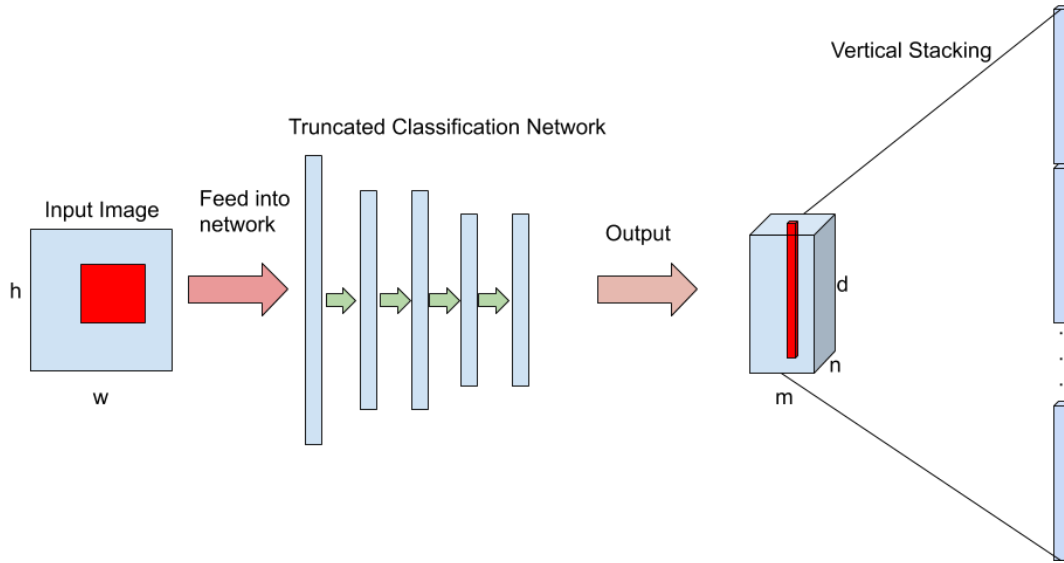 Vertical Stacking
Truncated Classification Network
Input Image
Feed into
network
Output
h
w
d
n
m
.
.
.